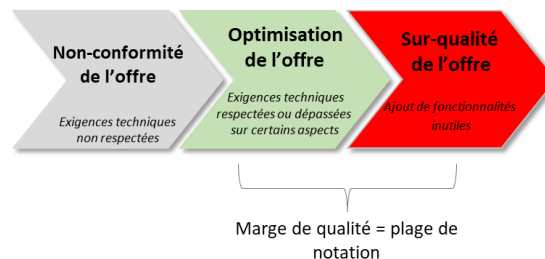 Non-conformité
de l'offre
Exigences techniques
non respectées
Optimisation
de l'offre
Exigences techniques
respectées ou dépassées
sur certains aspects
Sur-qualité
de l'offre
Ajout de fonctionnalités
inutiles
Marge de qualité = plage de
notation